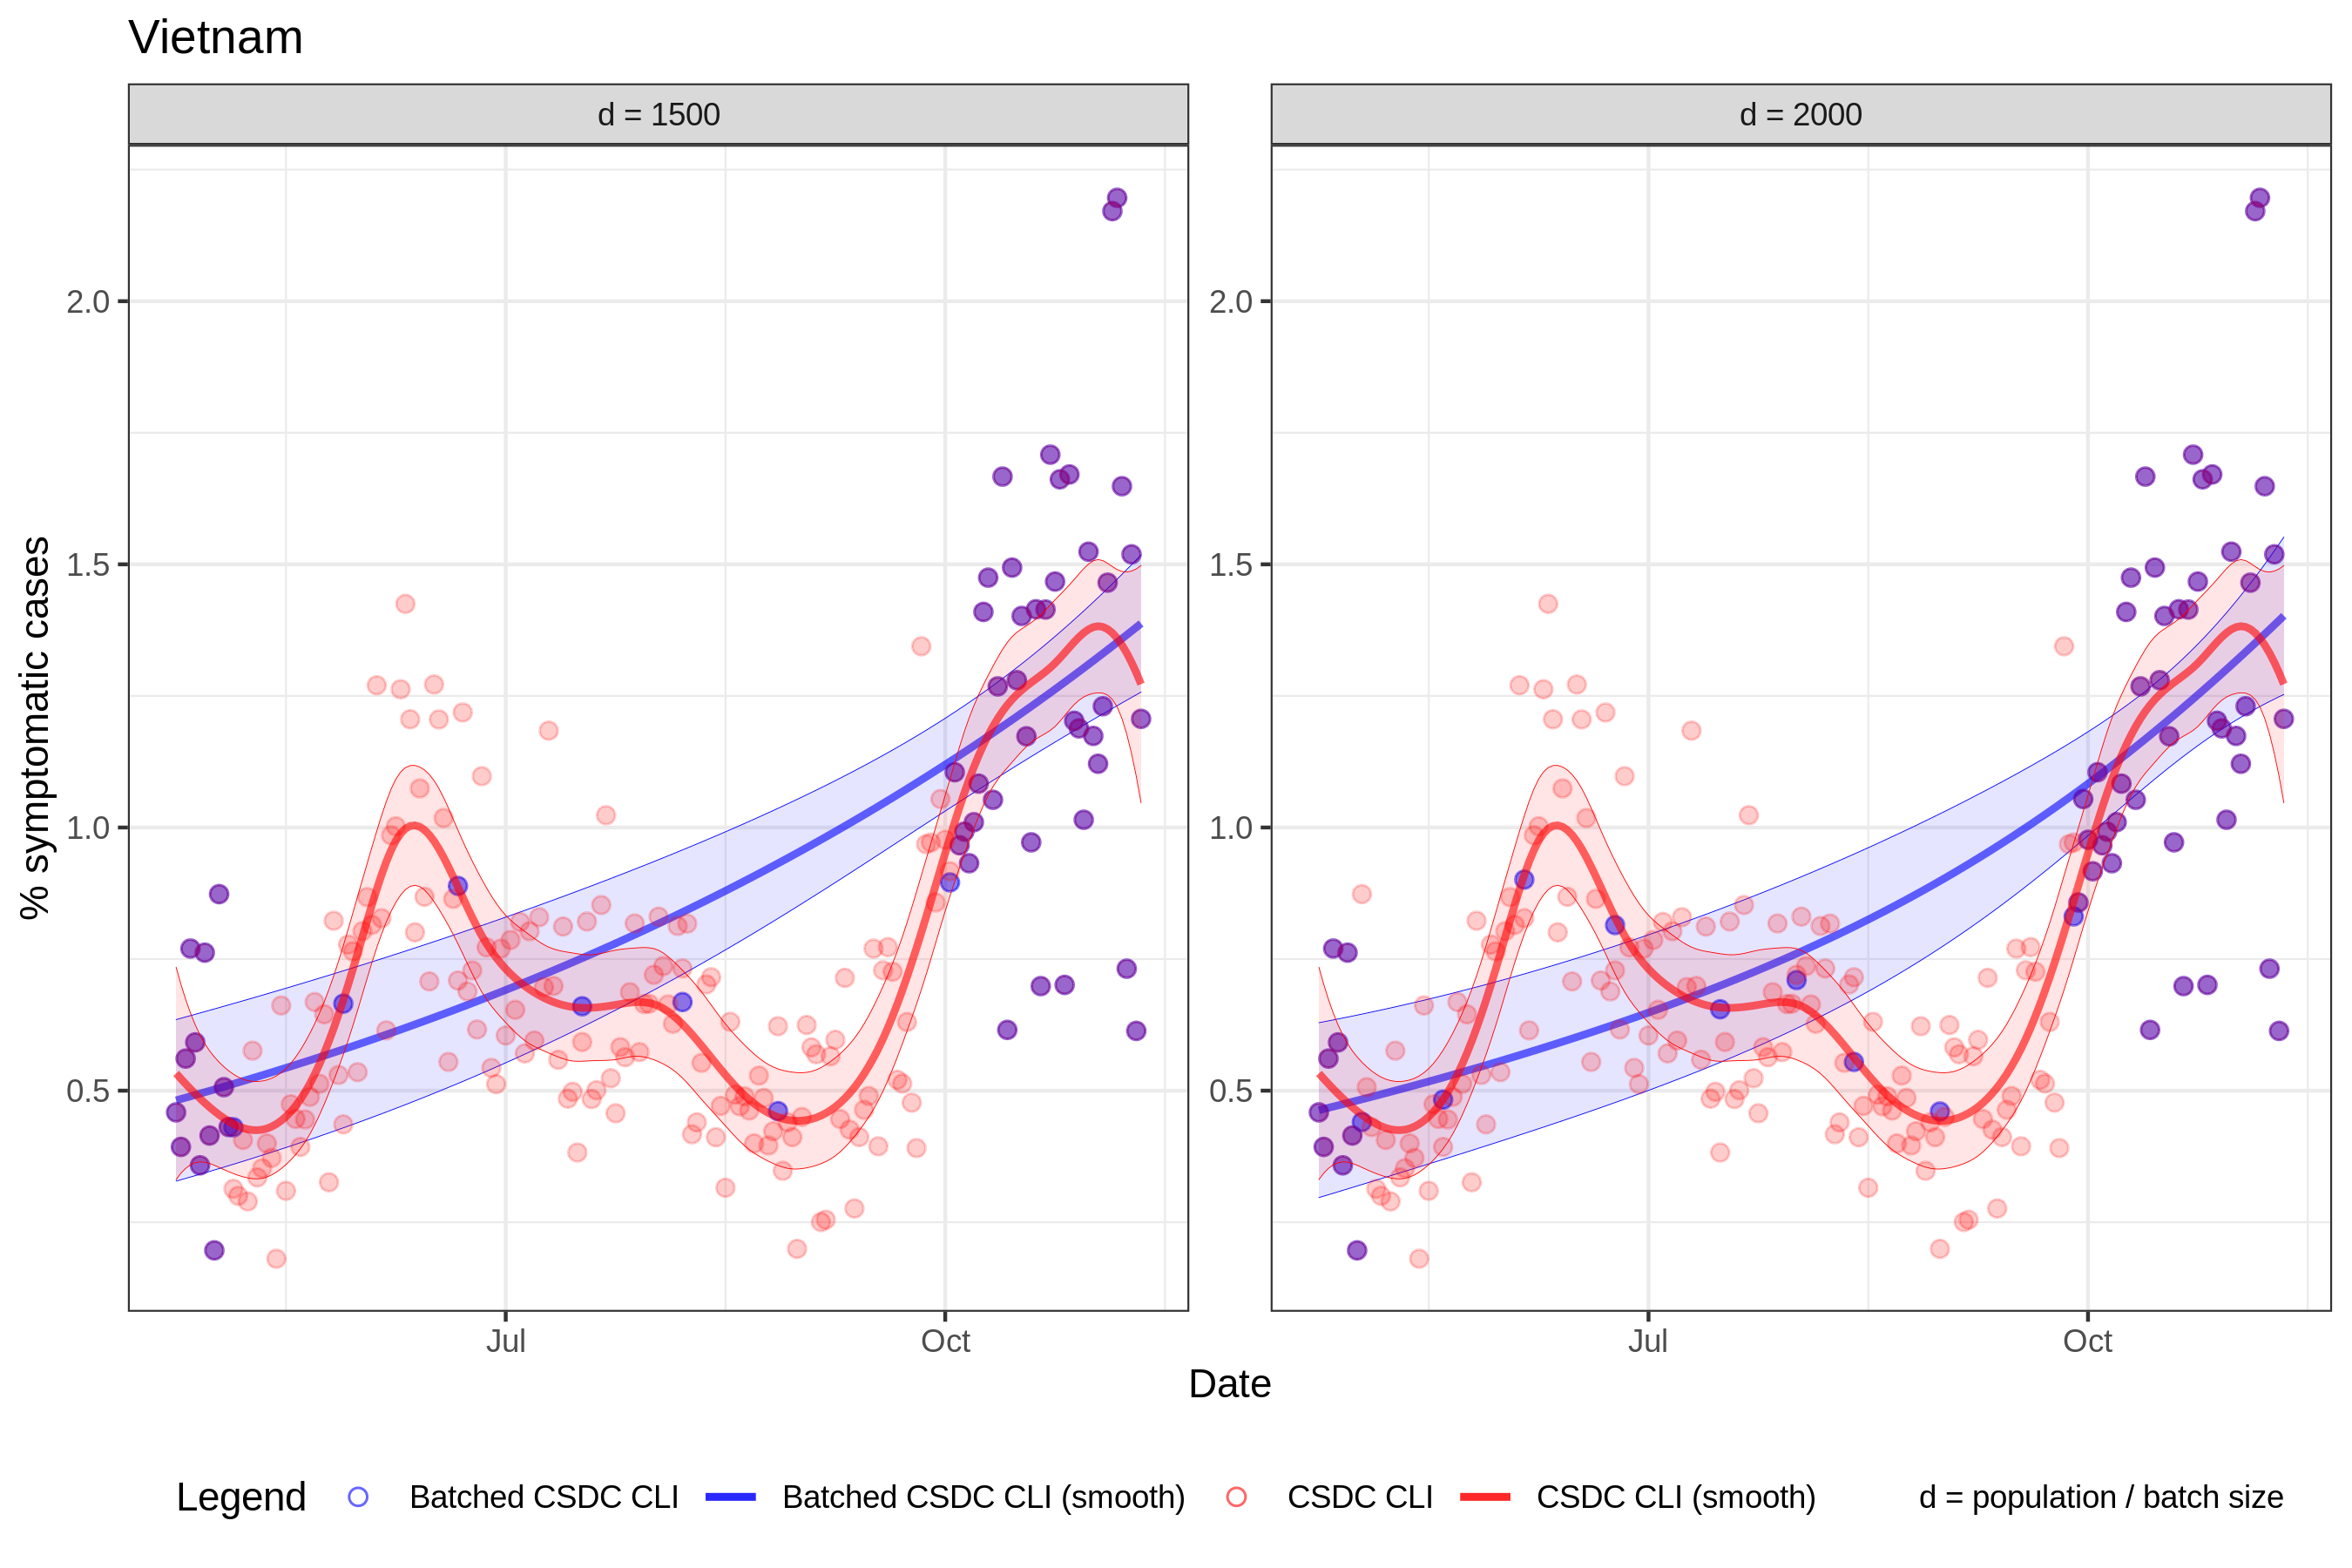 Vietnam
d = 1500
d = 2000
% symptomatic cases
2.0
1.5
1.0
0.5
2.0
1.5
1.0
0.5
Jul
Oct
Jul
Oct
Date
Legend Batched CSDC CLI Batched CSDC CLI (smooth) CSDC CLI CSDC CLI (smooth) d = population / batch size